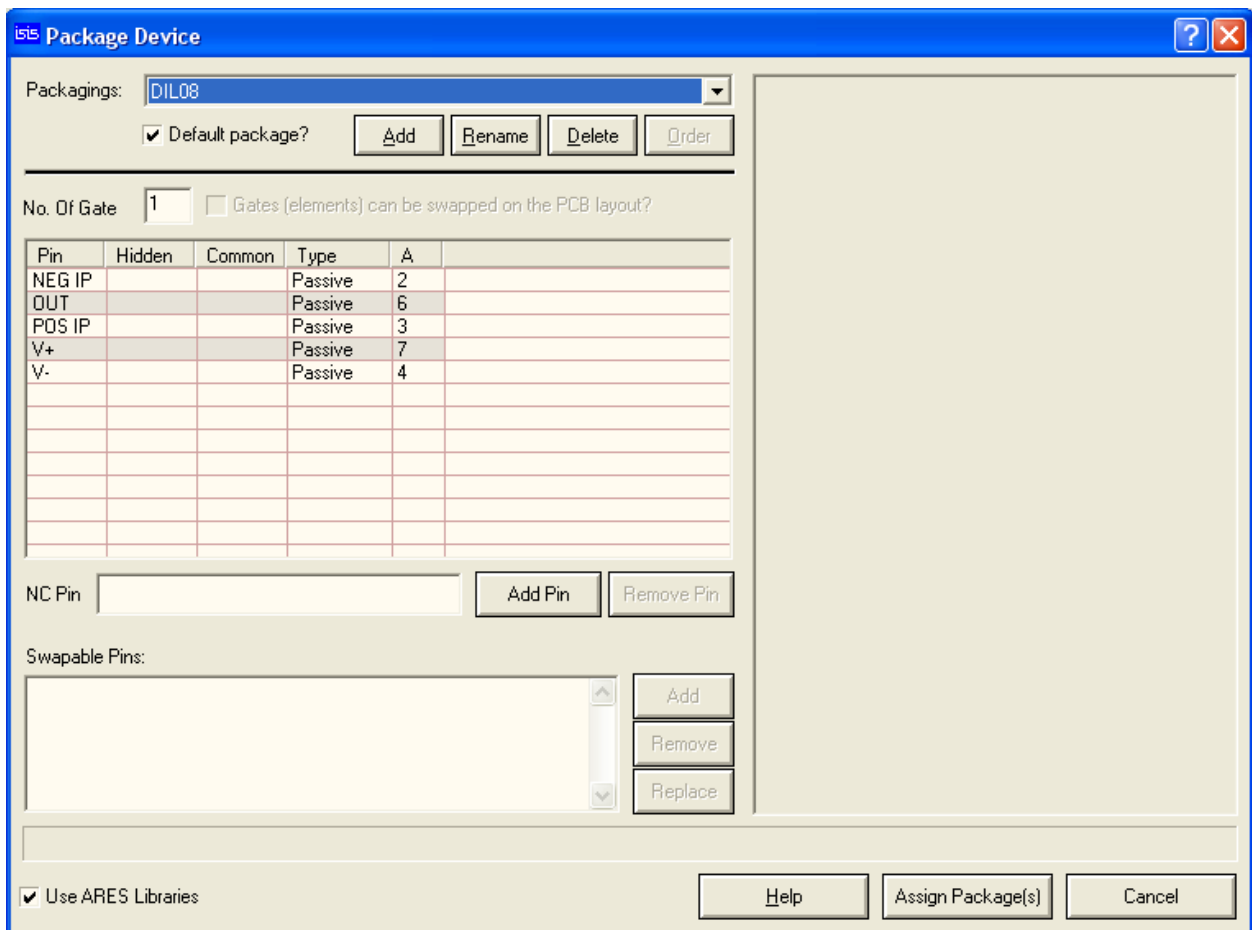 isis Package Device
Packagings: DIL08
Default package? Add Rename Delete Order
No. Of Gate 1 Gates (elements) can be swapped on the PCB layout?
Pin Hidden Common Type A
NEG IP Passive 2
OUT Passive 6
POS IP Passive 3
V+ Passive 7
V- Passive 4
NC Pin Add Pin Remove Pin
Swapable Pins:
Add
Remove
Replace
Use ARES Libraries Help Assign Package(s) Cancel